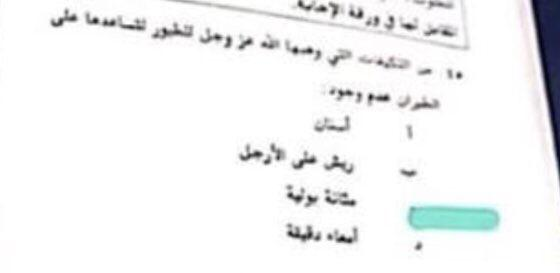 المقابل لها في ورقة الإجابة.
١٥ من التكيفات التي وهبها الله عز وجل للطيور لتساعدها على
الطيران عدم وجود:
أ أسنان
ب ريش على الأرجل
مثانة بولية
د أمعاء دقيقة